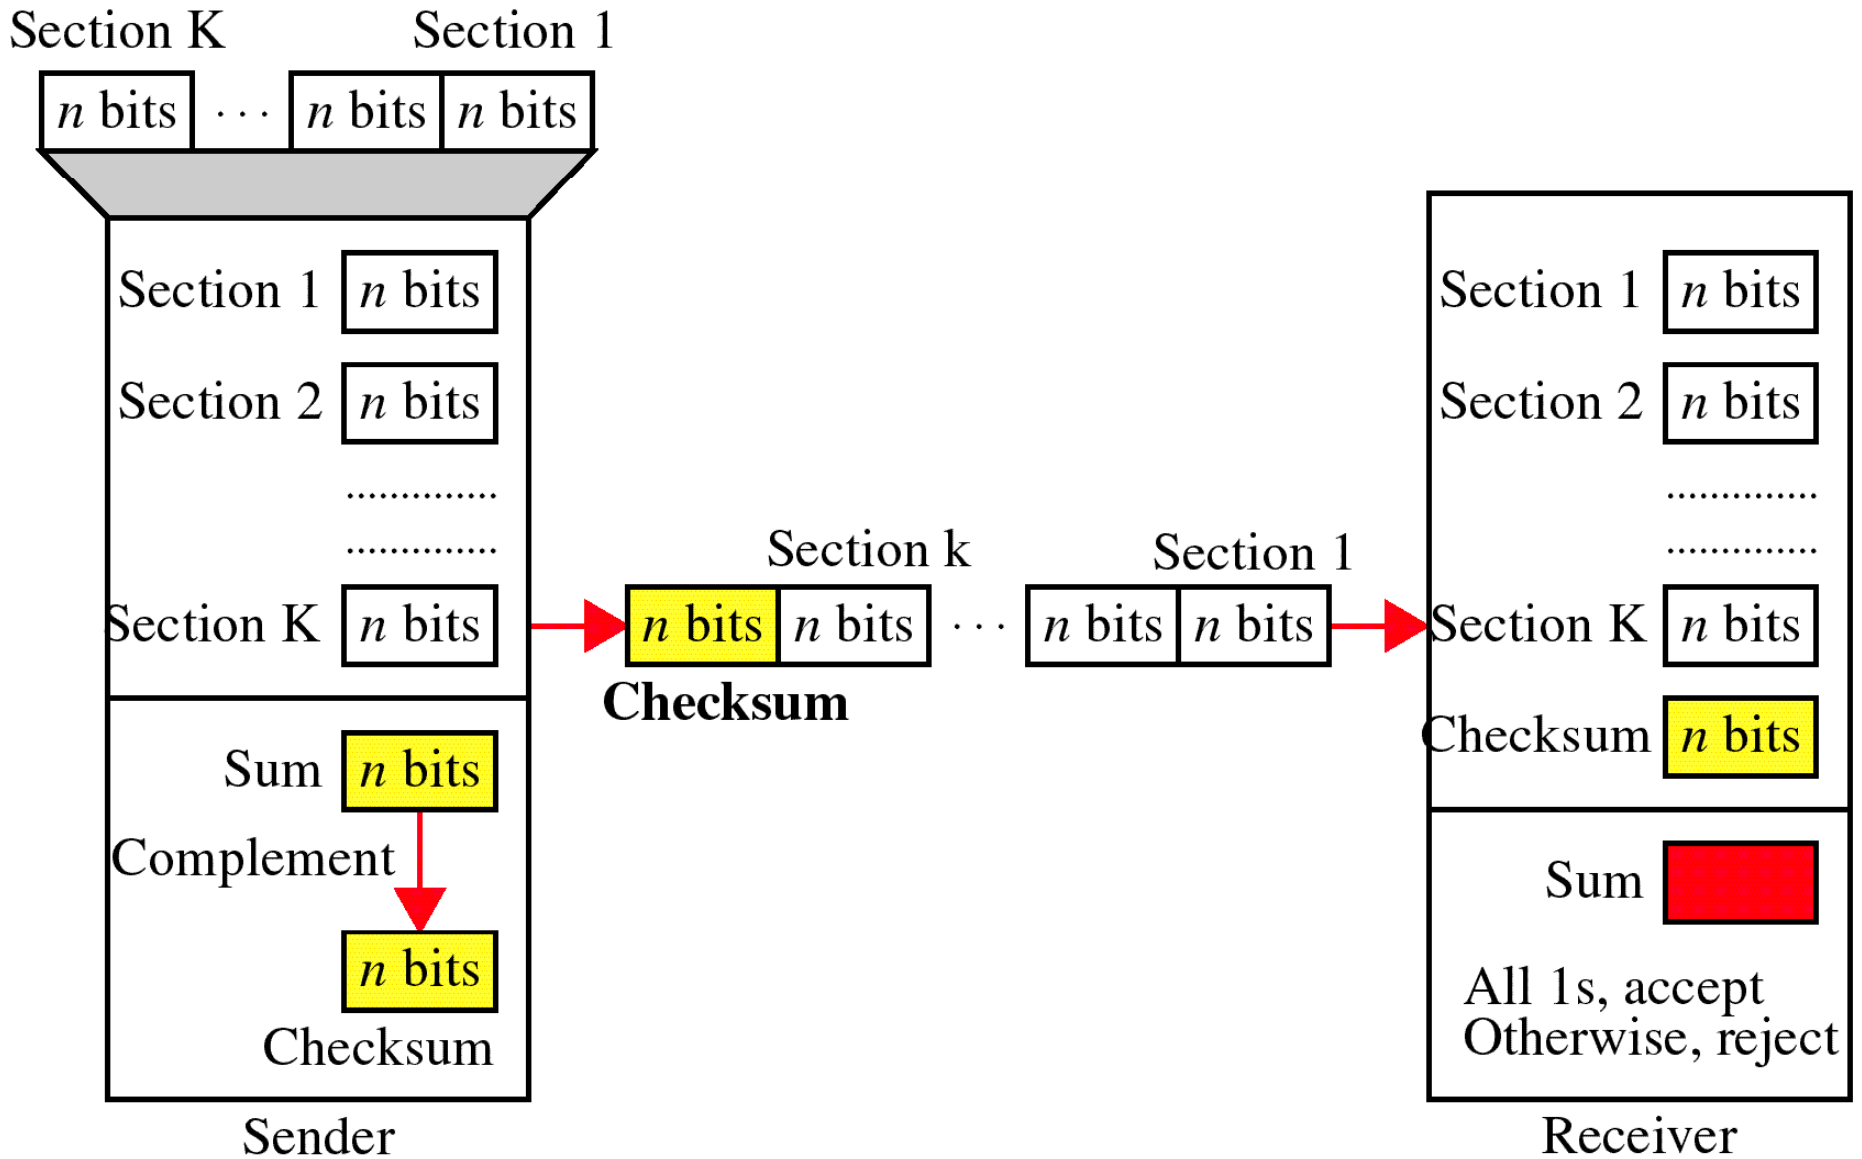 Section K Section 1
n bits ... n bits n bits
Section 1 n bits
Section 2 n bits
..............
..............
Section K n bits
Sum n bits
Complement
n bits
Checksum
Sender
Section k Section 1
n bits n bits ... n bits n bits
Checksum
Section 1 n bits
Section 2 n bits
..............
..............
Section K n bits
Checksum n bits
Sum
All 1s, accept
Otherwise, reject
Receiver